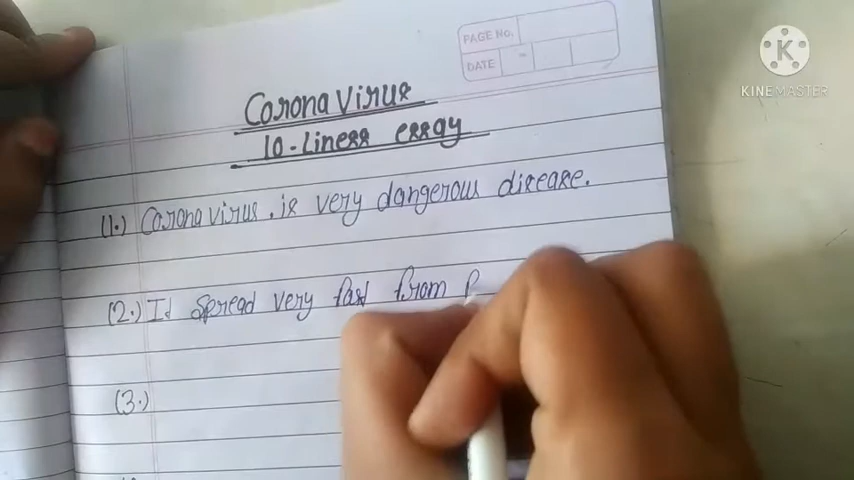 PAGE No.
DATE
KINEMASTER
Corona Virus
10-Liness essay
(1.) Corona virus. is very dangerous disease.
(2.) It Spread very fast from
(3.)